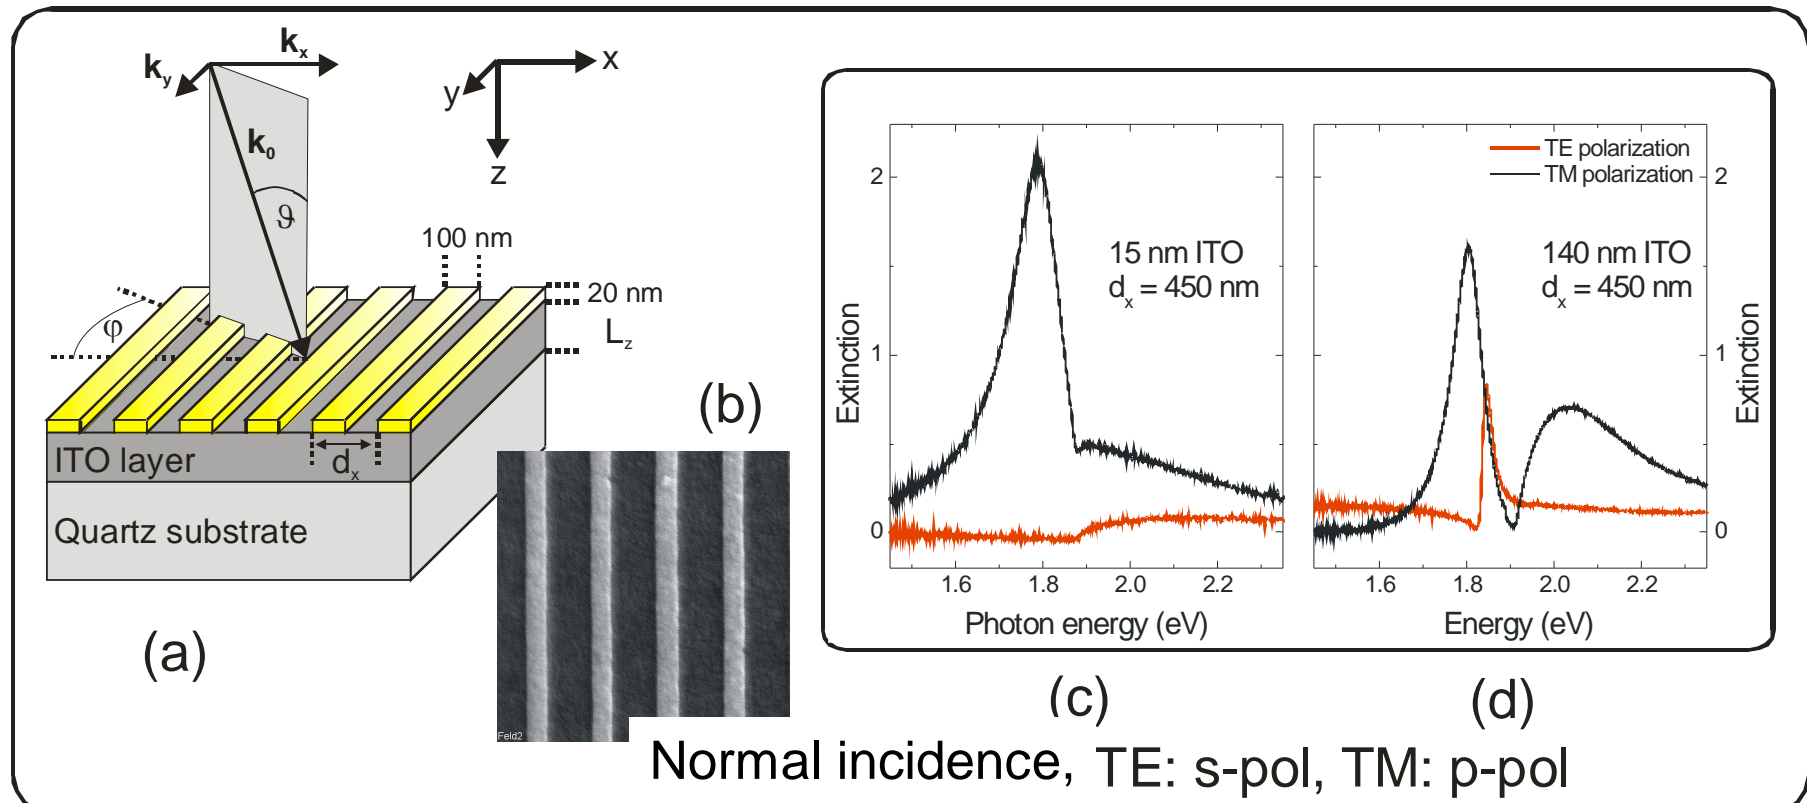 k_x
k_y
x
y
z
k_0
ϑ
φ
100 nm
20 nm
L_z
ITO layer
d_x
Quartz substrate
(a)
(b)
Feld2
Extinction
2
1
0
1.6 1.8 2.0 2.2
Photon energy (eV)
15 nm ITO
d_x = 450 nm
(c)
TE polarization
TM polarization
140 nm ITO
d_x = 450 nm
2
1
0
Extinction
1.6 1.8 2.0 2.2
Energy (eV)
(d)
Normal incidence, TE: s-pol, TM: p-pol